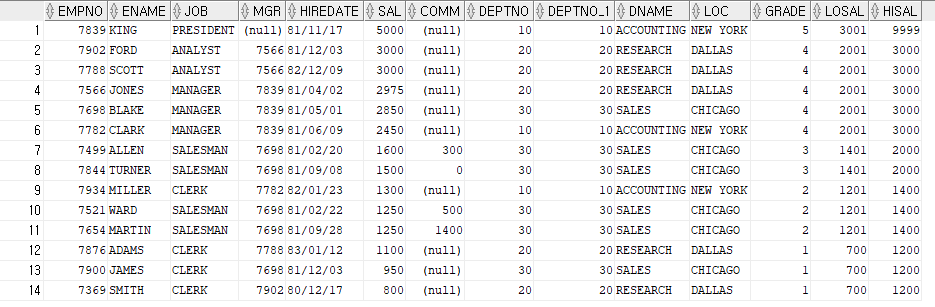 EMPNO ENAME JOB MGR HIREDATE SAL COMM DEPTNO DEPTNO_1 DNAME LOC GRADE LOSAL HISAL
1 7839 KING PRESIDENT (null) 81/11/17 5000 (null) 10 10 ACCOUNTING NEW YORK 5 3001 9999
2 7902 FORD ANALYST 7566 81/12/03 3000 (null) 20 20 RESEARCH DALLAS 4 2001 3000
3 7788 SCOTT ANALYST 7566 82/12/09 3000 (null) 20 20 RESEARCH DALLAS 4 2001 3000
4 7566 JONES MANAGER 7839 81/04/02 2975 (null) 20 20 RESEARCH DALLAS 4 2001 3000
5 7698 BLAKE MANAGER 7839 81/05/01 2850 (null) 30 30 SALES CHICAGO 4 2001 3000
6 7782 CLARK MANAGER 7839 81/06/09 2450 (null) 10 10 ACCOUNTING NEW YORK 4 2001 3000
7 7499 ALLEN SALESMAN 7698 81/02/20 1600 300 30 30 SALES CHICAGO 3 1401 2000
8 7844 TURNER SALESMAN 7698 81/09/08 1500 0 30 30 SALES CHICAGO 3 1401 2000
9 7934 MILLER CLERK 7782 82/01/23 1300 (null) 10 10 ACCOUNTING NEW YORK 2 1201 1400
10 7521 WARD SALESMAN 7698 81/02/22 1250 500 30 30 SALES CHICAGO 2 1201 1400
11 7654 MARTIN SALESMAN 7698 81/09/28 1250 1400 30 30 SALES CHICAGO 2 1201 1400
12 7876 ADAMS CLERK 7788 83/01/12 1100 (null) 20 20 RESEARCH DALLAS 1 700 1200
13 7900 JAMES CLERK 7698 81/12/03 950 (null) 30 30 SALES CHICAGO 1 700 1200
14 7369 SMITH CLERK 7902 80/12/17 800 (null) 20 20 RESEARCH DALLAS 1 700 1200